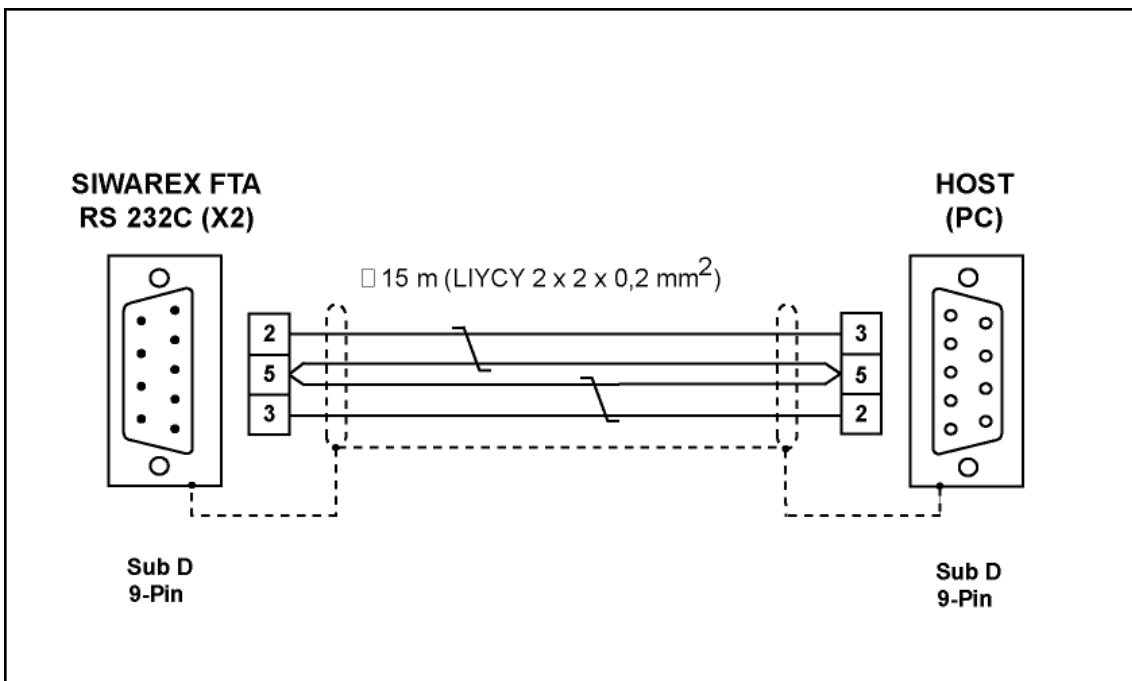 SIWAREX FTA
RS 232C (X2)
HOST
(PC)
□ 15 m (LIYCY 2 x 2 x 0,2 mm²)
2
5
3
3
5
2
Sub D
9-Pin
Sub D
9-Pin